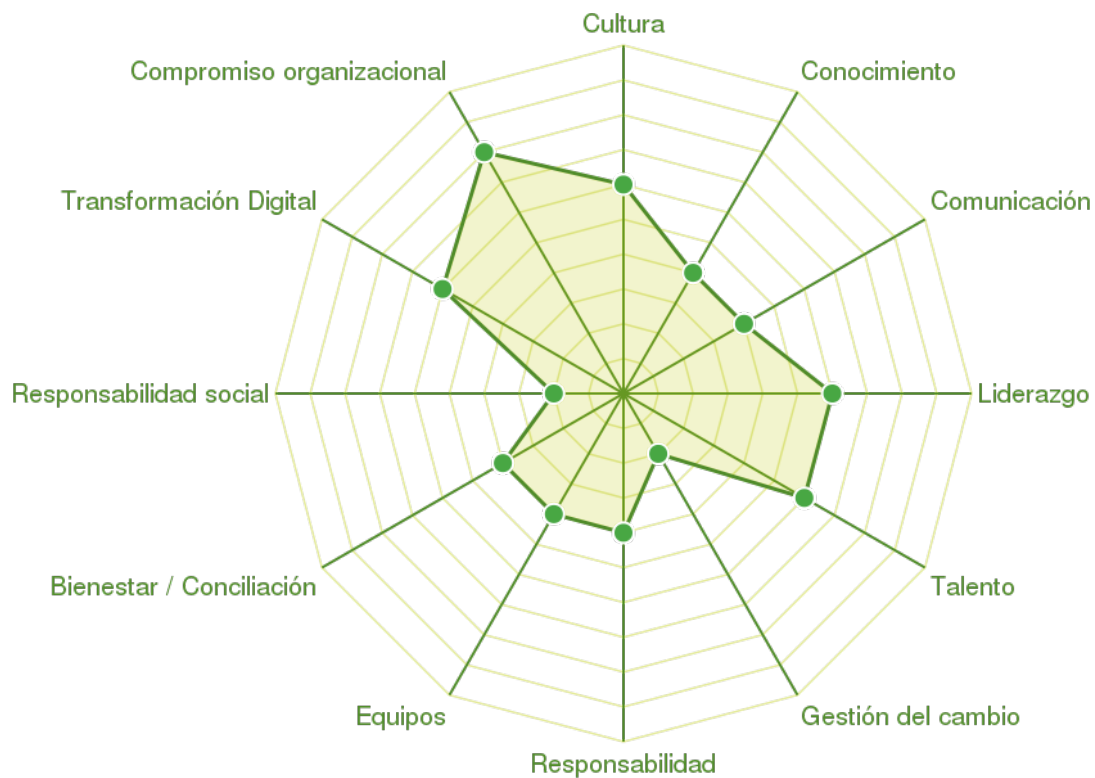 Cultura
Conocimiento
Comunicación
Liderazgo
Talento
Gestión del cambio
Responsabilidad
Equipos
Bienestar / Conciliación
Responsabilidad social
Transformación Digital
Compromiso organizacional